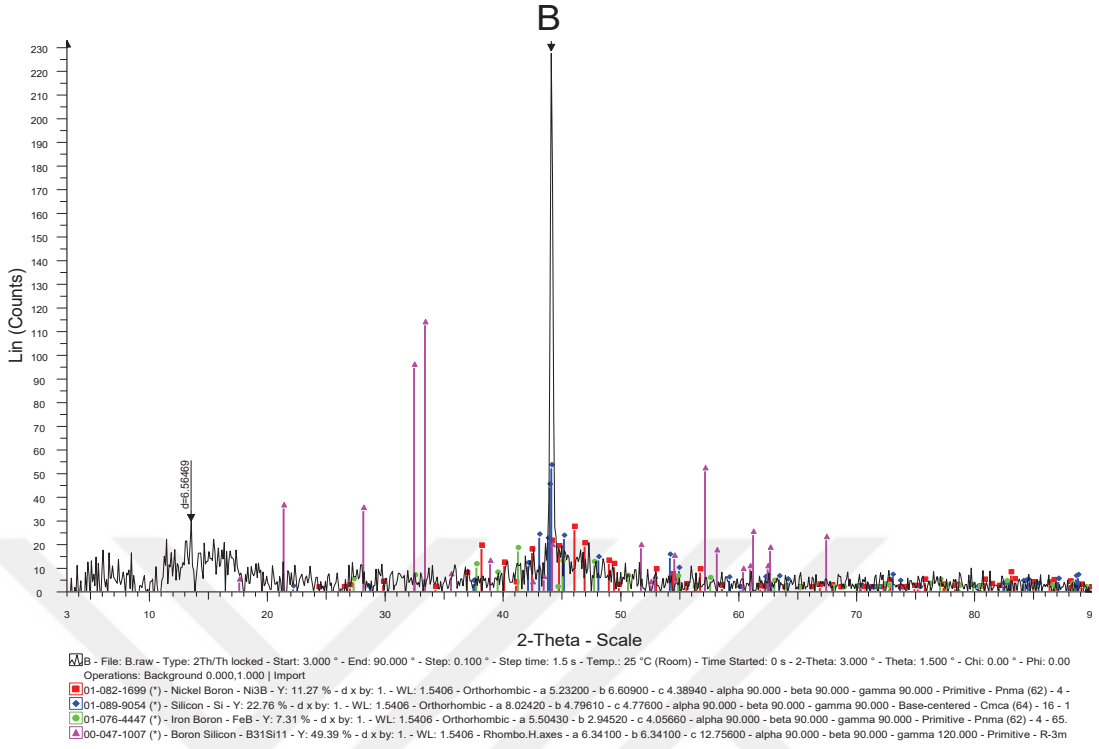 B
230
220
210
200
190
180
170
160
150
140
130
120
110
100
90
80
70
60
50
40
30
20
10
0
Lin (Counts)
d=6.56469
3 10 20 30 40 50 60 70 80 9
2-Theta - Scale
B - File: B.raw - Type: 2Th/Th locked - Start: 3.000 ° - End: 90.000 ° - Step: 0.100 ° - Step time: 1.5 s - Temp.: 25 °C (Room) - Time Started: 0 s - 2-Theta: 3.000 ° - Theta: 1.500 ° - Chi: 0.00 ° - Phi: 0.00
Operations: Background 0.000,1.000 | Import
01-082-1699 (*) - Nickel Boron - Ni3B - Y: 11.27 % - d x by: 1. - WL: 1.5406 - Orthorhombic - a 5.23200 - b 6.60900 - c 4.38940 - alpha 90.000 - beta 90.000 - gamma 90.000 - Primitive - Pnma (62) - 4 -
01-089-9054 (*) - Silicon - Si - Y: 22.76 % - d x by: 1. - WL: 1.5406 - Orthorhombic - a 8.02420 - b 4.79610 - c 4.77600 - alpha 90.000 - beta 90.000 - gamma 90.000 - Base-centered - Cmca (64) - 16 - 1
01-076-4447 (*) - Iron Boron - FeB - Y: 7.31 % - d x by: 1. - WL: 1.5406 - Orthorhombic - a 5.50430 - b 2.94520 - c 4.05660 - alpha 90.000 - beta 90.000 - gamma 90.000 - Primitive - Pnma (62) - 4 - 65.
00-047-1007 (*) - Boron Silicon - B31Si11 - Y: 49.39 % - d x by: 1. - WL: 1.5406 - Rhombo.H.axes - a 6.34100 - b 6.34100 - c 12.75600 - alpha 90.000 - beta 90.000 - gamma 120.000 - Primitive - R-3m